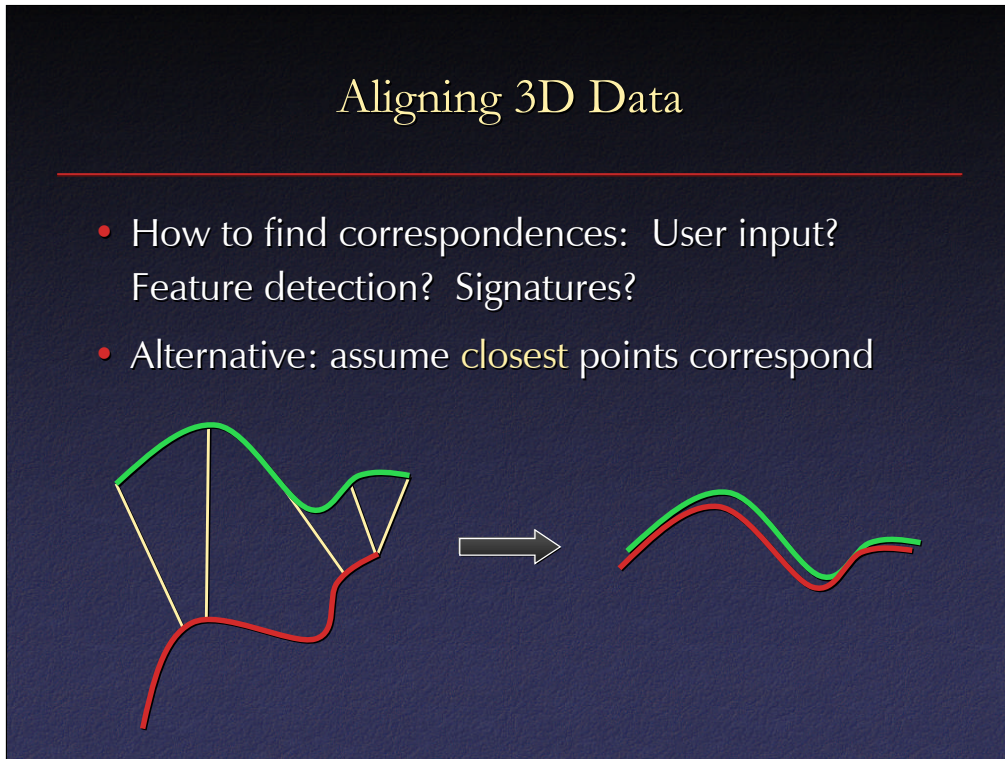 Aligning 3D Data
• How to find correspondences: User input?
Feature detection? Signatures?
• Alternative: assume closest points correspond